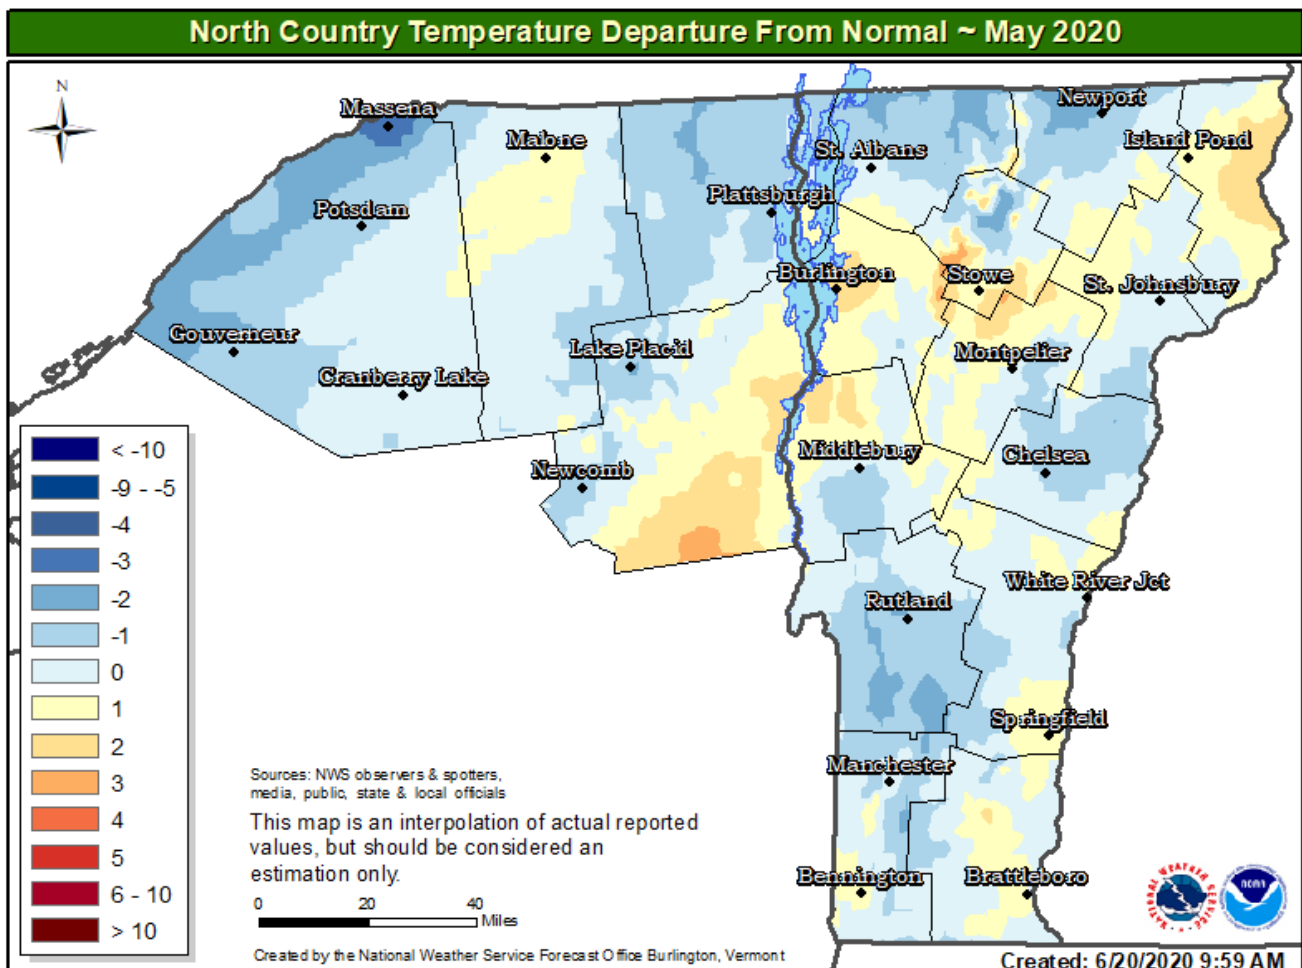 North Country Temperature Departure From Normal ~ May 2020
N
Massena
Malone
Newport
Island Pond
St. Albans
Potsdam
Plattsburgh
Burlington
Stowe
St. Johnsbury
Gouverneur
Lake Placid
Montpelier
Cranberry Lake
Middlebury
Chelsea
Newcomb
White River Jct
Rutland
Springfield
Manchester
Bennington
Brattleboro
< -10
-9 - -5
-4
-3
-2
-1
0
1
2
3
4
5
6 - 10
> 10
Sources: NWS observers & spotters,
media, public, state & local officials
This map is an interpolation of actual reported
values, but should be considered an
estimation only.
0 20 40
Miles
Created by the National Weather Service Forecast Office Burlington, Vermont
NATIONAL WEATHER SERVICE
noaa
Created: 6/20/2020 9:59 AM